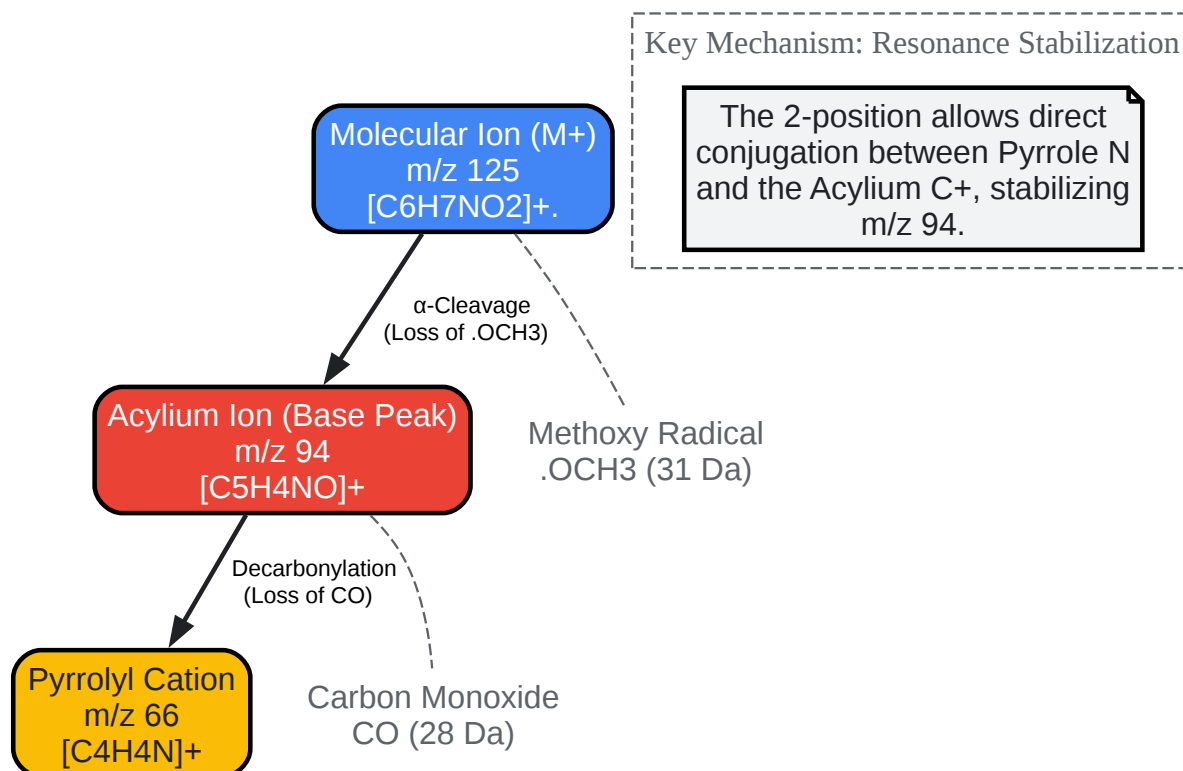 Key Mechanism: Resonance Stabilization
The 2-position allows direct
conjugation between Pyrrole N
and the Acylium C+, stabilizing
m/z 94.
Molecular Ion (M+)
m/z 125
[C6H7NO2]+.
α-Cleavage
(Loss of .OCH3)
Acylium Ion (Base Peak)
m/z 94
[C5H4NO]+
Methoxy Radical
.OCH3 (31 Da)
Decarbonylation
(Loss of CO)
Pyrrolyl Cation
m/z 66
[C4H4N]+
Carbon Monoxide
CO (28 Da)